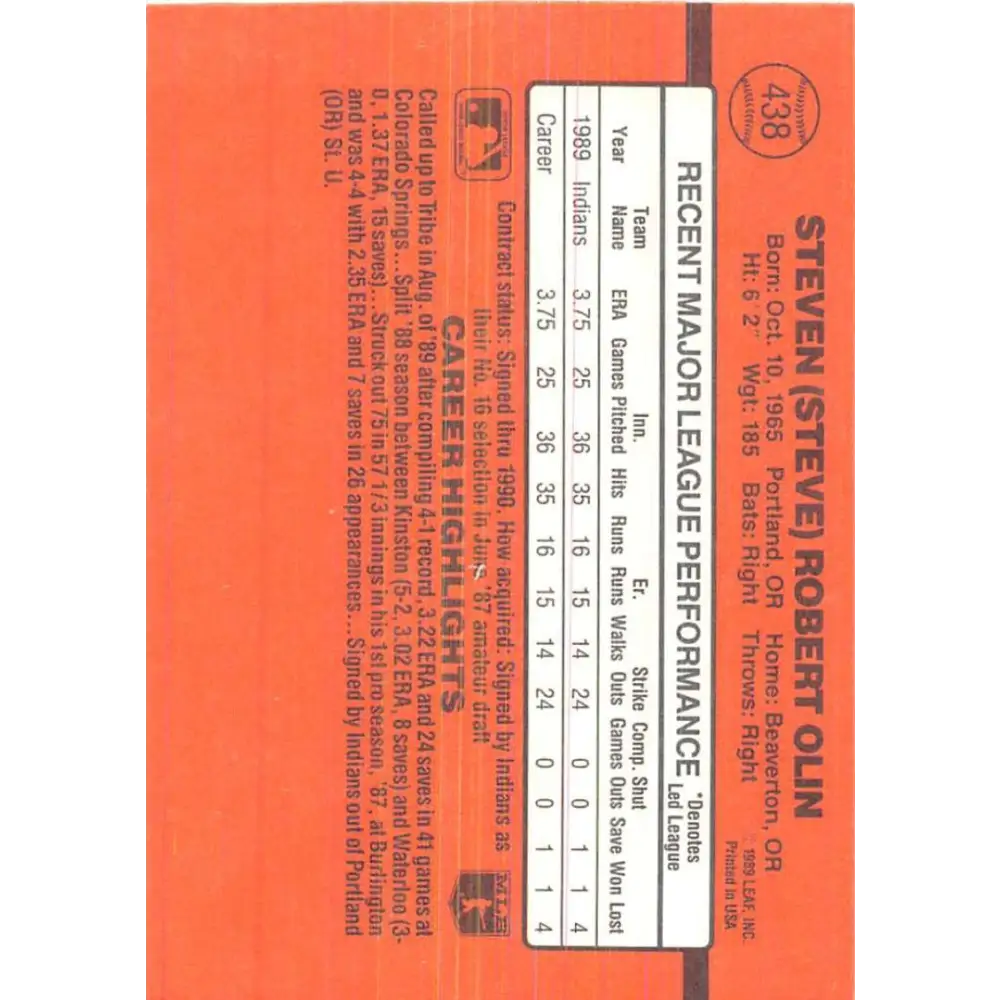 438
STEVEN (STEVE) ROBERT OLIN
Born: Oct. 10, 1965 Portland, OR Home: Beaverton, OR
Ht: 6' 2" Wgt: 185 Bats: Right Throws: Right
© 1989 LEAF, INC.
Printed in USA
RECENT MAJOR LEAGUE PERFORMANCE
*Denotes
Led League
Team Inn. Er. Strike Comp. Shut
Year Name ERA Games Pitched Hits Runs Runs Walks Outs Games Outs Save Won Lost
1989 Indians 3.75 25 36 35 16 15 14 24 0 0 1 1 4
Career 3.75 25 36 35 16 15 14 24 0 0 1 1 4
MLB
Contract status: Signed thru 1990. How acquired: Signed by Indians as
their No. 16 selection in June, '87 amateur draft
CAREER HIGHLIGHTS
Called up to Tribe in Aug. of '89 after compiling 4-1 record, 3.22 ERA and 24 saves in 41 games at
Colorado Springs... Split '88 season between Kinston (5-2, 3.02 ERA, 8 saves) and Waterloo (3-
0, 1.37 ERA, 15 saves)... Struck out 75 in 57 1/3 innings in his 1st pro season, '87, at Burlington
and was 4-4 with 2.35 ERA and 7 saves in 26 appearances... Signed by Indians out of Portland
(OR) St. U.